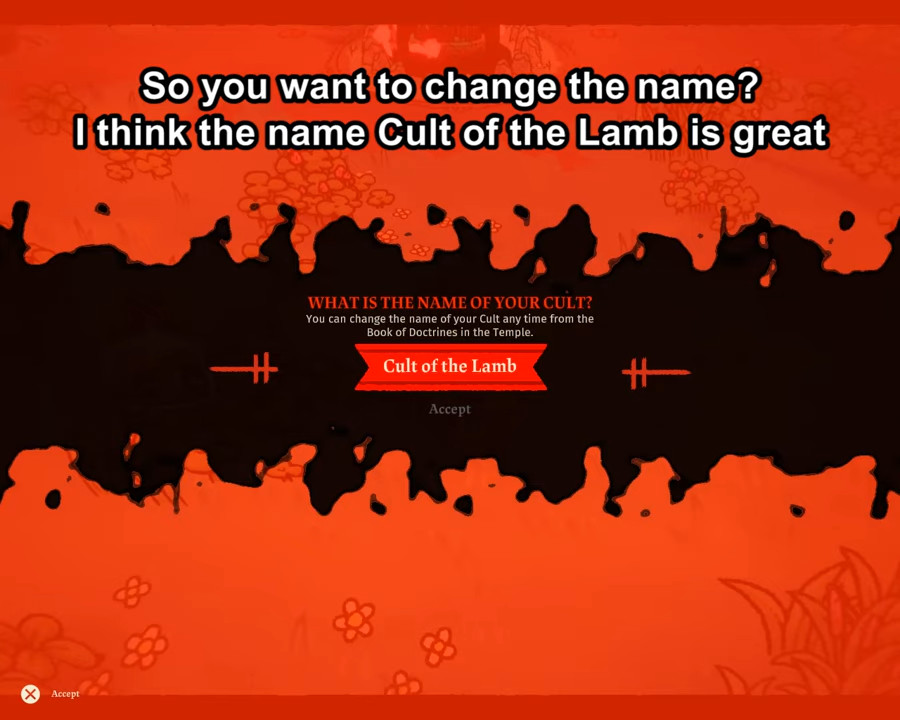 So you want to change the name?
I think the name Cult of the Lamb is great
WHAT IS THE NAME OF YOUR CULT?
You can change the name of your Cult any time from the
Book of Doctrines in the Temple.
Cult of the Lamb
Accept
Accept